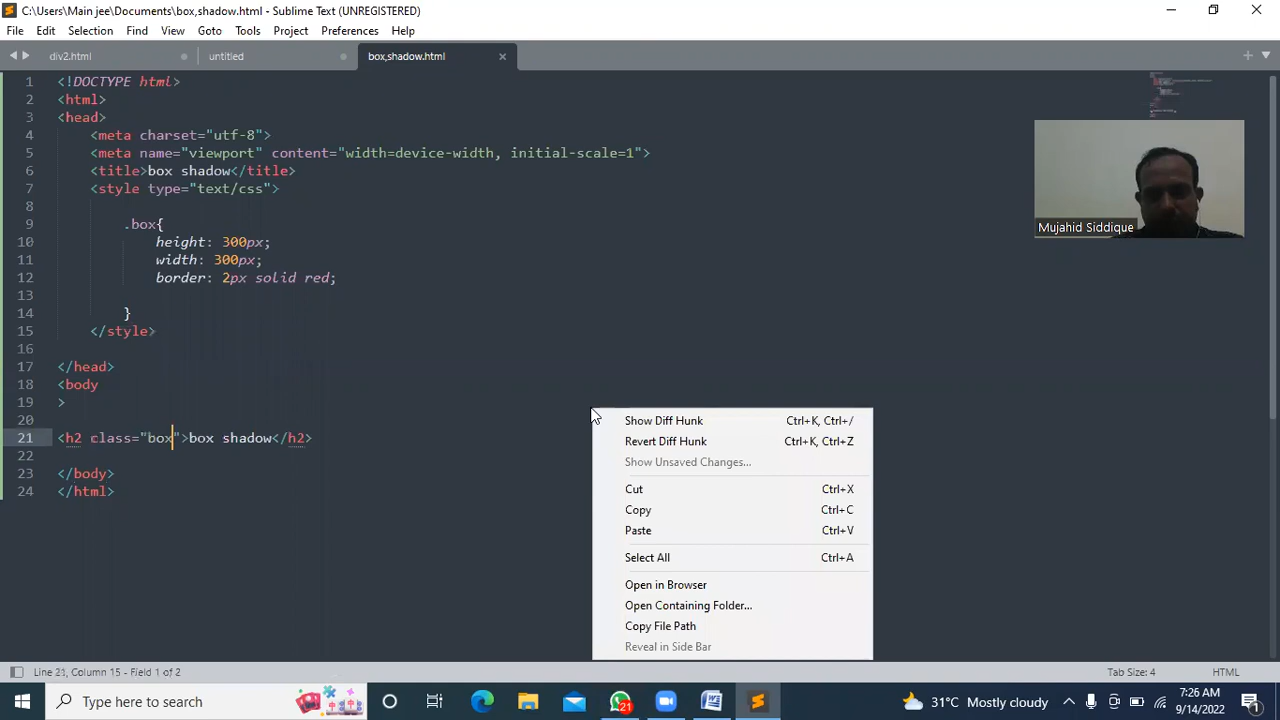 C:\Users\Main jee\Documents\box,shadow.html - Sublime Text (UNREGISTERED)
File Edit Selection Find View Goto Tools Project Preferences Help
div2.html untitled box,shadow.html
1 <!DOCTYPE html>
2 <html>
3 <head>
4 <meta charset="utf-8">
5 <meta name="viewport" content="width=device-width, initial-scale=1">
6 <title>box shadow</title>
7 <style type="text/css">
8
9 .box{
10 height: 300px;
11 width: 300px;
12 border: 2px solid red;
13
14 }
15 </style>
16
17 </head>
18 <body
19 >
20
21 <h2 class="box">box shadow</h2>
22
23 </body>
24 </html>
Mujahid Siddique
Show Diff Hunk Ctrl+K, Ctrl+/
Revert Diff Hunk Ctrl+K, Ctrl+Z
Show Unsaved Changes...
Cut Ctrl+X
Copy Ctrl+C
Paste Ctrl+V
Select All Ctrl+A
Open in Browser
Open Containing Folder...
Copy File Path
Reveal in Side Bar
Line 21, Column 15 - Field 1 of 2 Tab Size: 4 HTML
Type here to search 21 31°C Mostly cloudy 7:26 AM
9/14/2022 1